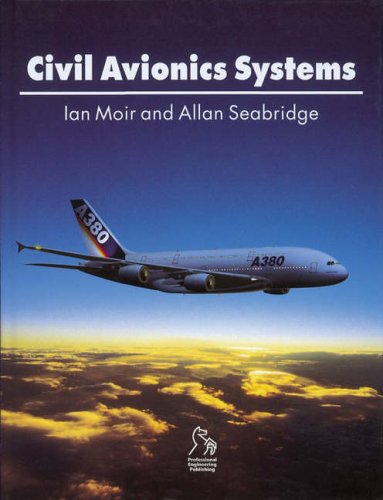 Civil Avionics Systems
Ian Moir and Allan Seabridge
A380
A380
Professional
Engineering
Publishing